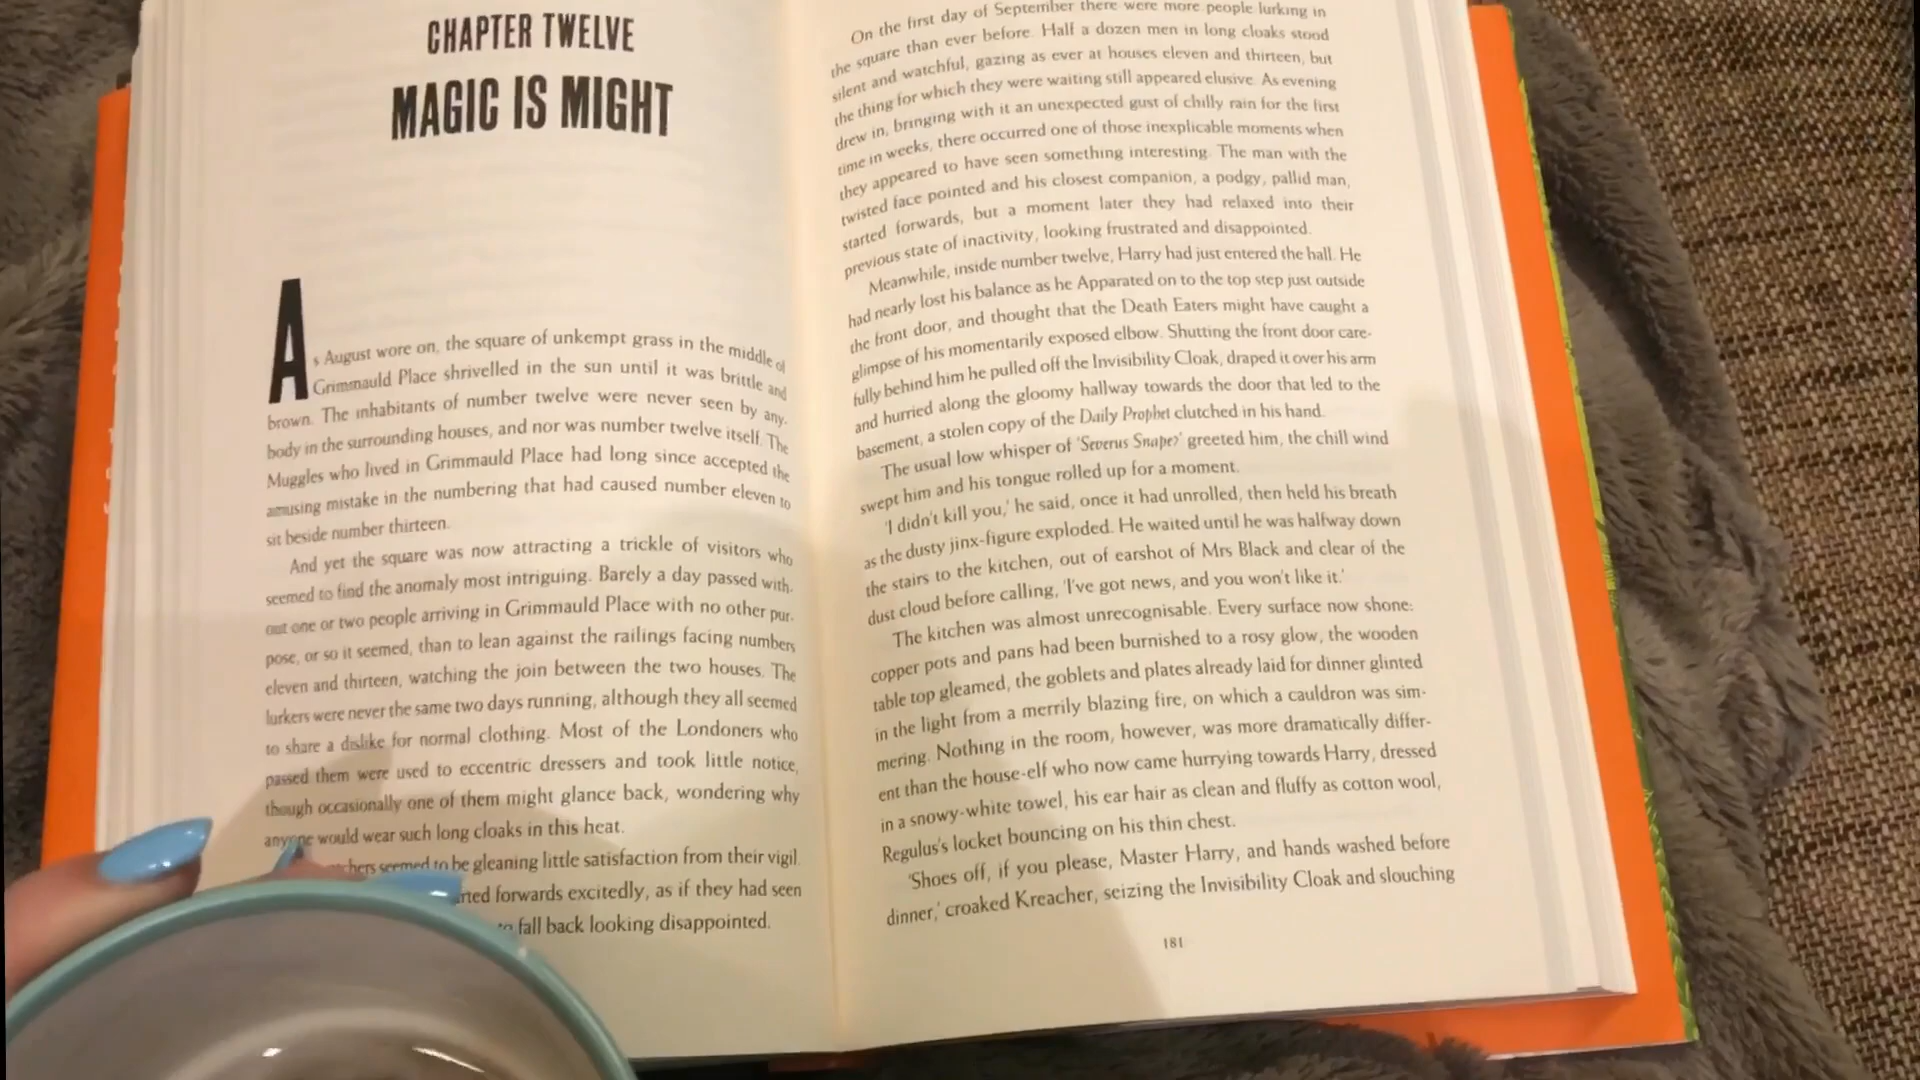 CHAPTER TWELVE
MAGIC IS MIGHT
As August wore on, the square of unkempt grass in the middle of
Grimmauld Place shrivelled in the sun until it was brittle and
brown. The inhabitants of number twelve were never seen by any-
body in the surrounding houses, and nor was number twelve itself. The
Muggles who lived in Grimmauld Place had long since accepted the
amusing mistake in the numbering that had caused number eleven to
sit beside number thirteen.
And yet the square was now attracting a trickle of visitors who
seemed to find the anomaly most intriguing. Barely a day passed with-
out one or two people arriving in Grimmauld Place with no other pur-
pose, or so it seemed, than to lean against the railings facing numbers
eleven and thirteen, watching the join between the two houses. The
lurkers were never the same two days running, although they all seemed
to share a dislike for normal clothing. Most of the Londoners who
passed them were used to eccentric dressers and took little notice,
though occasionally one of them might glance back, wondering why
anyone would wear such long cloaks in this heat.
seemed to be gleaning little satisfaction from their vigil.
forwards excitedly, as if they had seen
to fall back looking disappointed.
On the first day of September there were more people lurking in
the square than ever before. Half a dozen men in long cloaks stood
silent and watchful, gazing as ever at houses eleven and thirteen, but
the thing for which they were waiting still appeared elusive. As evening
drew in, bringing with it an unexpected gust of chilly rain for the first
time in weeks, there occurred one of those inexplicable moments when
they appeared to have seen something interesting. The man with the
twisted face pointed and his closest companion, a podgy, pallid man,
started forwards, but a moment later they had relaxed into their
previous state of inactivity, looking frustrated and disappointed.
Meanwhile, inside number twelve, Harry had just entered the hall. He
had nearly lost his balance as he Apparated on to the top step just outside
the front door, and thought that the Death Eaters might have caught a
glimpse of his momentarily exposed elbow. Shutting the front door care-
fully behind him he pulled off the Invisibility Cloak, draped it over his arm
and hurried along the gloomy hallway towards the door that led to the
basement, a stolen copy of the Daily Prophet clutched in his hand.
The usual low whisper of 'Severus Snape?' greeted him, the chill wind
swept him and his tongue rolled up for a moment.
'I didn't kill you,' he said, once it had unrolled, then held his breath
as the dusty jinx-figure exploded. He waited until he was halfway down
the stairs to the kitchen, out of earshot of Mrs Black and clear of the
dust cloud before calling, 'I've got news, and you won't like it.'
The kitchen was almost unrecognisable. Every surface now shone:
copper pots and pans had been burnished to a rosy glow, the wooden
table top gleamed, the goblets and plates already laid for dinner glinted
in the light from a merrily blazing fire, on which a cauldron was sim-
mering. Nothing in the room, however, was more dramatically differ-
ent than the house-elf who now came hurrying towards Harry, dressed
in a snowy-white towel, his ear hair as clean and fluffy as cotton wool,
Regulus's locket bouncing on his thin chest.
'Shoes off, if you please, Master Harry, and hands washed before
dinner,' croaked Kreacher, seizing the Invisibility Cloak and slouching
181